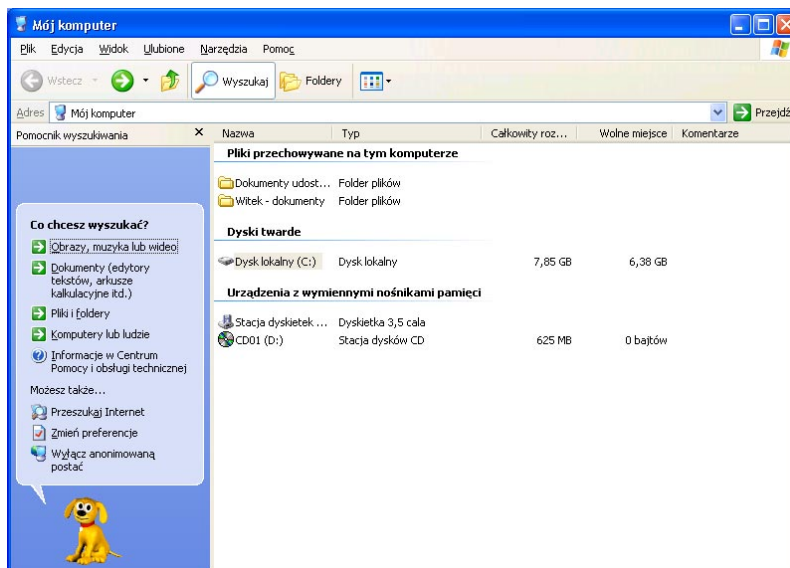 Mój komputer
Plik Edycja Widok Ulubione Narzędzia Pomoc
Wstecz Wyszukaj Foldery
Adres Mój komputer Przejdź
Pomocnik wyszukiwania
Co chcesz wyszukać?
Obrazy, muzyka lub wideo
Dokumenty (edytory
tekstów, arkusze
kalkulacyjne itd.)
Pliki i foldery
Komputery lub ludzie
Informacje w Centrum
Pomocy i obsługi technicznej
Możesz także...
Przeszukaj Internet
Zmień preferencje
Wyłącz anonimowaną
postać
Nazwa Typ Całkowity roz... Wolne miejsce Komentarze
Pliki przechowywane na tym komputerze
Dokumenty udost... Folder plików
Witek - dokumenty Folder plików
Dyski twarde
Dysk lokalny (C:) Dysk lokalny 7,85 GB 6,38 GB
Urządzenia z wymiennymi nośnikami pamięci
Stacja dyskietek ... Dyskietka 3,5 cala
CD01 (D:) Stacja dysków CD 625 MB 0 bajtów